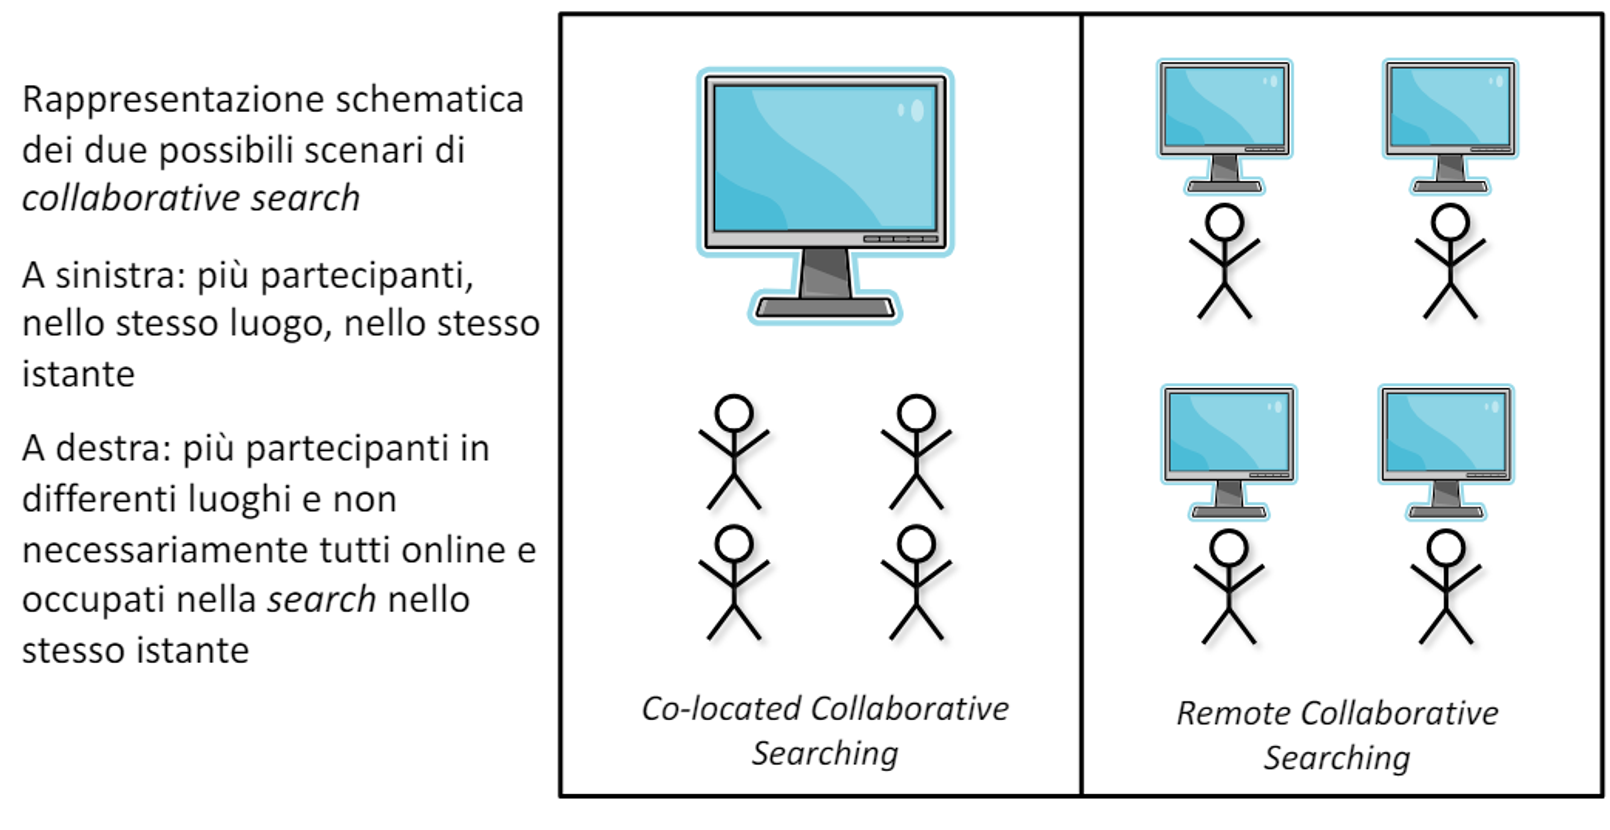 Rappresentazione schematica
dei due possibili scenari di
collaborative search
A sinistra: più partecipanti,
nello stesso luogo, nello stesso
istante
A destra: più partecipanti in
differenti luoghi e non
necessariamente tutti online e
occupati nella search nello
stesso istante
Co-located Collaborative
Searching
Remote Collaborative
Searching